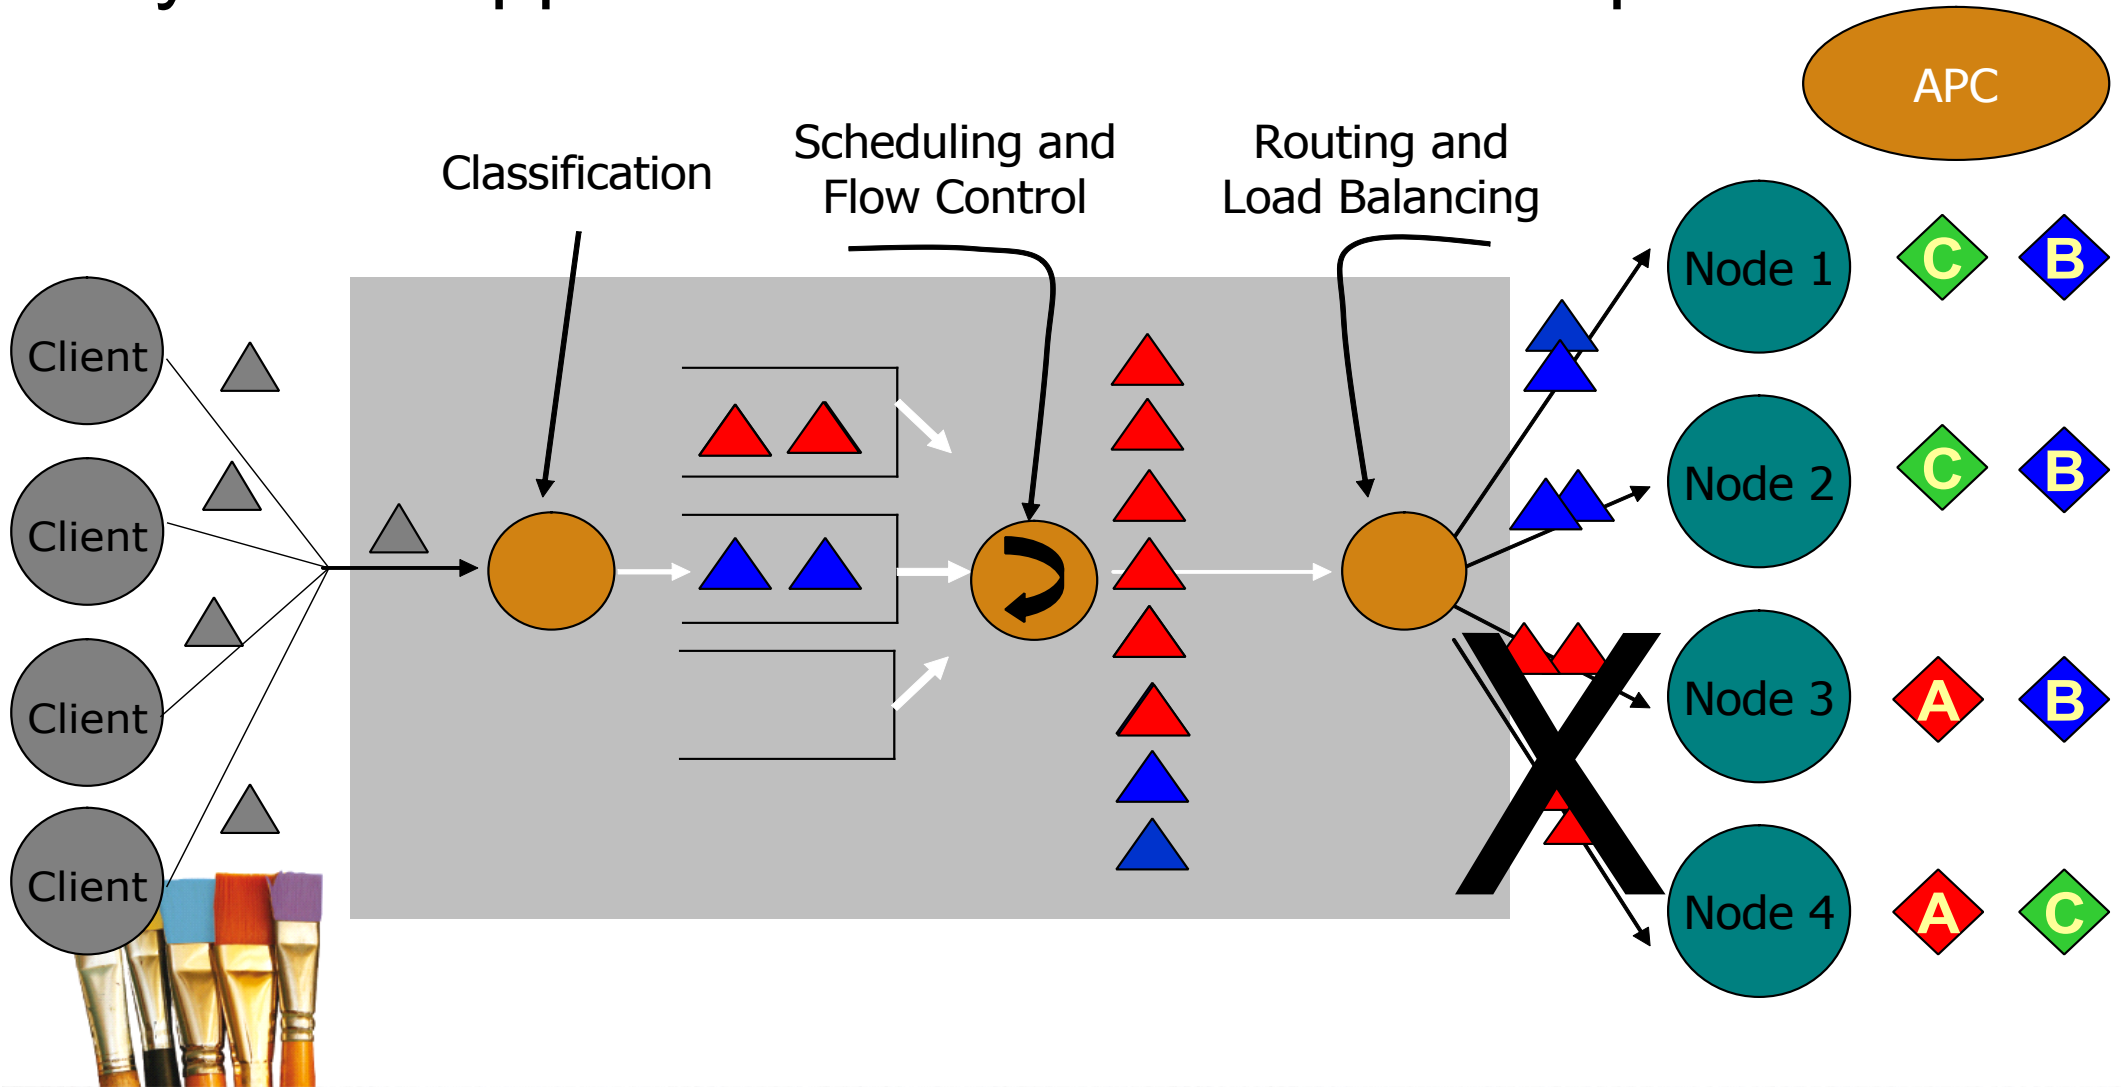 APC
Scheduling and
Flow Control
Routing and
Load Balancing
Classification
Client
Client
Client
Client
Node 1
C
B
Node 2
C
B
Node 3
A
B
Node 4
A
C
X